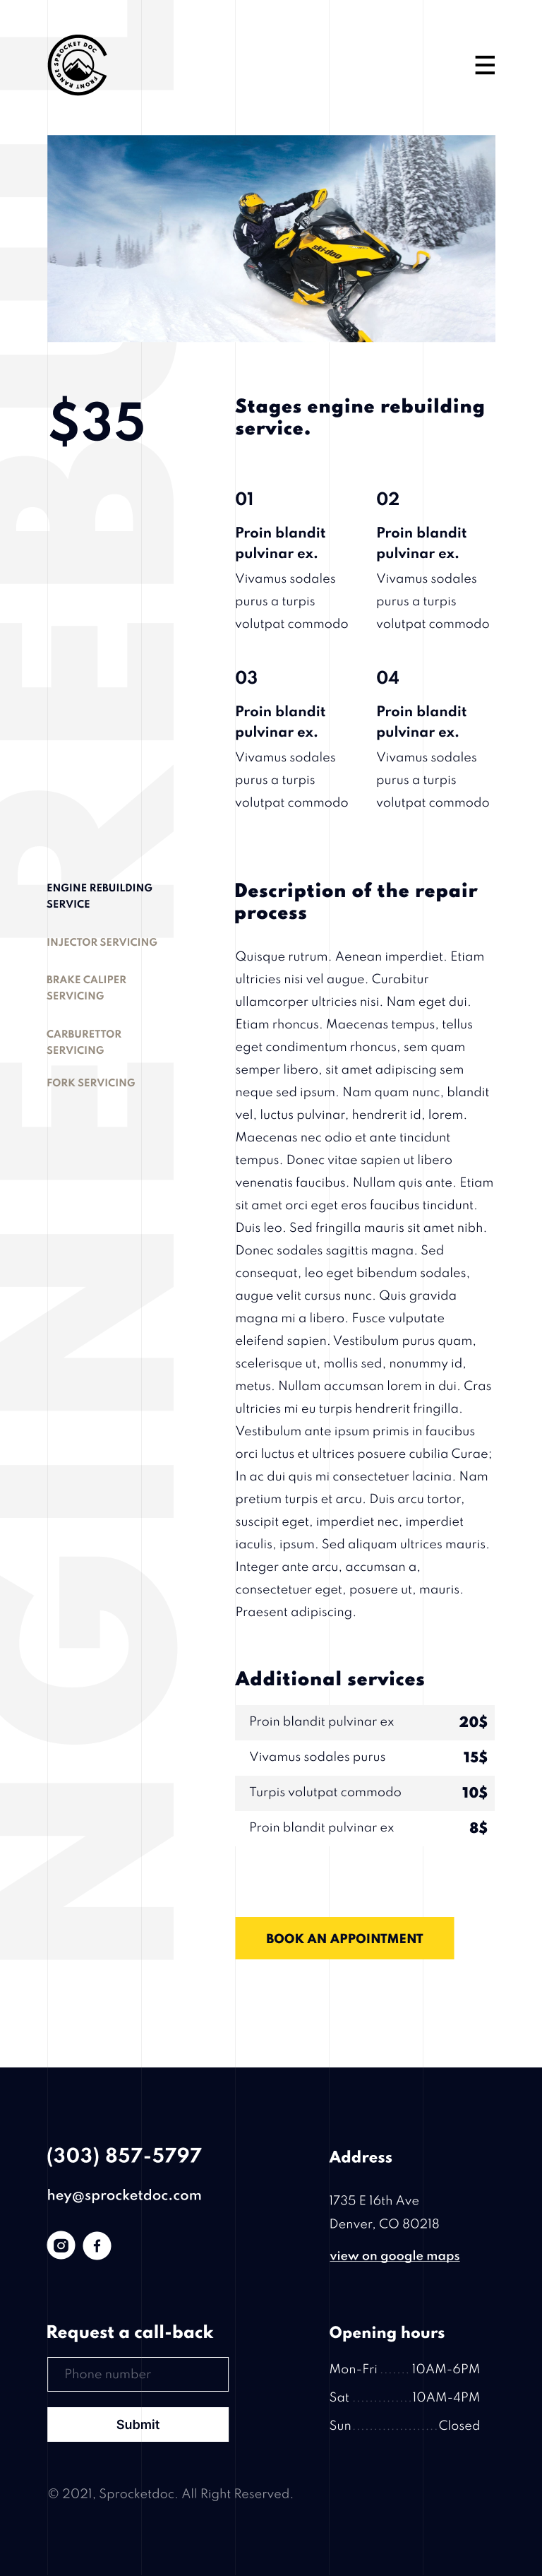 SPROCKET DOC
FRONT RANGE
ski-doo
$35
Stages engine rebuilding
service.
01
Proin blandit
pulvinar ex.
Vivamus sodales
purus a turpis
volutpat commodo
02
Proin blandit
pulvinar ex.
Vivamus sodales
purus a turpis
volutpat commodo
03
Proin blandit
pulvinar ex.
Vivamus sodales
purus a turpis
volutpat commodo
04
Proin blandit
pulvinar ex.
Vivamus sodales
purus a turpis
volutpat commodo
ENGINE REBUILDING
SERVICE
INJECTOR SERVICING
BRAKE CALIPER
SERVICING
CARBURETTOR
SERVICING
FORK SERVICING
Description of the repair
process
Quisque rutrum. Aenean imperdiet. Etiam
ultricies nisi vel augue. Curabitur
ullamcorper ultricies nisi. Nam eget dui.
Etiam rhoncus. Maecenas tempus, tellus
eget condimentum rhoncus, sem quam
semper libero, sit amet adipiscing sem
neque sed ipsum. Nam quam nunc, blandit
vel, luctus pulvinar, hendrerit id, lorem.
Maecenas nec odio et ante tincidunt
tempus. Donec vitae sapien ut libero
venenatis faucibus. Nullam quis ante. Etiam
sit amet orci eget eros faucibus tincidunt.
Duis leo. Sed fringilla mauris sit amet nibh.
Donec sodales sagittis magna. Sed
consequat, leo eget bibendum sodales,
augue velit cursus nunc. Quis gravida
magna mi a libero. Fusce vulputate
eleifend sapien. Vestibulum purus quam,
scelerisque ut, mollis sed, nonummy id,
metus. Nullam accumsan lorem in dui. Cras
ultricies mi eu turpis hendrerit fringilla.
Vestibulum ante ipsum primis in faucibus
orci luctus et ultrices posuere cubilia Curae;
In ac dui quis mi consectetuer lacinia. Nam
pretium turpis et arcu. Duis arcu tortor,
suscipit eget, imperdiet nec, imperdiet
iaculis, ipsum. Sed aliquam ultrices mauris.
Integer ante arcu, accumsan a,
consectetuer eget, posuere ut, mauris.
Praesent adipiscing.
Additional services
Proin blandit pulvinar ex 20$
Vivamus sodales purus 15$
Turpis volutpat commodo 10$
Proin blandit pulvinar ex 8$
BOOK AN APPOINTMENT
(303) 857-5797
hey@sprocketdoc.com
Address
1735 E 16th Ave
Denver, CO 80218
view on google maps
Request a call-back
Phone number
Submit
Opening hours
Mon-Fri ....... 10AM-6PM
Sat .............. 10AM-4PM
Sun .................... Closed
© 2021, Sprocketdoc. All Right Reserved.